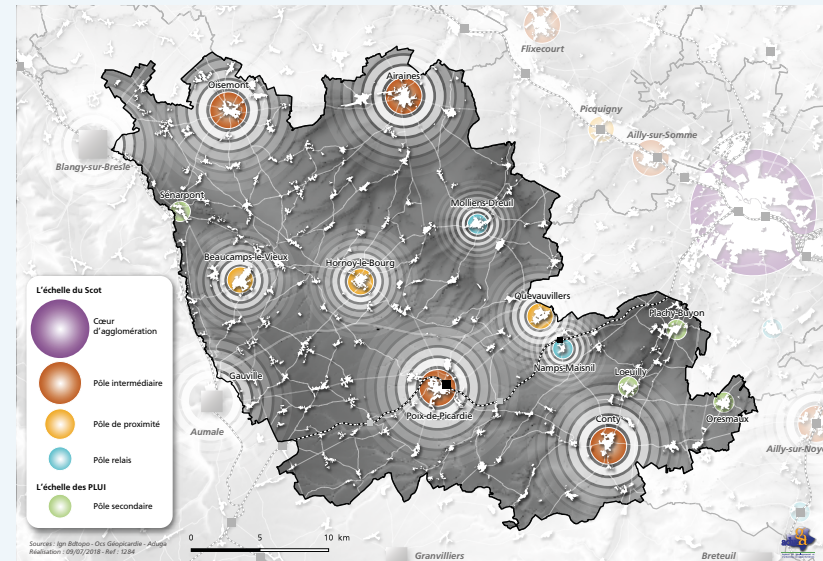 Flixecourt
Airaines
Oisemont
Picquigny
Ailly-sur-Somme
Blangy-sur-Bresle
Sénarpont
Molliens-Dreuil
Beaucamps-le-Vieux
Hornoy-le-Bourg
Quevauvillers
Plachy-Buyon
Namps-Maisnil
Loeuilly
Gauville
Poix-de-Picardie
Conty
Oresmaux
Aumale
Ailly-sur-Noye
L'échelle du Scot
Cœur
d'agglomération
Pôle intermédiaire
Pôle de proximité
Pôle relais
L'échelle des PLUI
Pôle secondaire
Sources : Ign Bdtopo - Ocs Géopicardie - Aduga
Réalisation : 09/07/2018 - Ref : 1284
0 5 10 km
Granvilliers
Breteuil